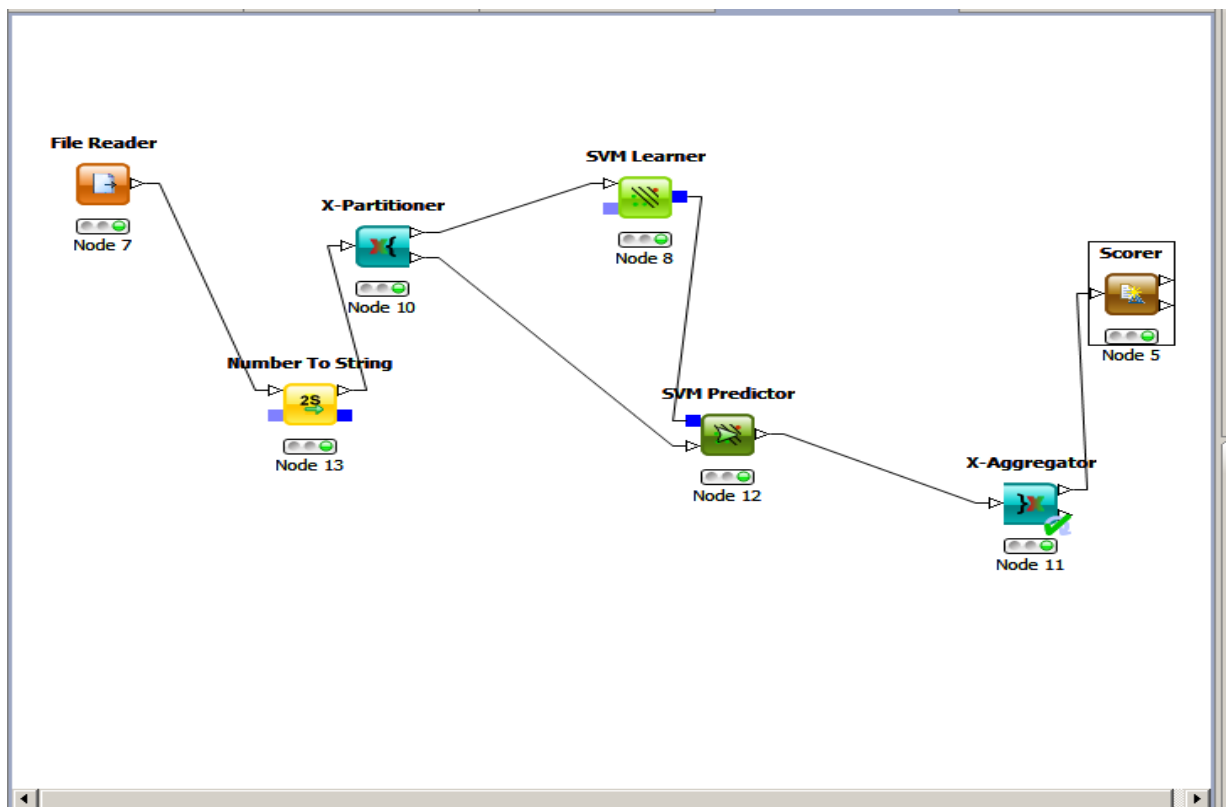 File Reader
Node 7
X-Partitioner
Node 10
Number To String
2S
Node 13
SVM Learner
Node 8
SVM Predictor
Node 12
X-Aggregator
}X
Node 11
Scorer
Node 5
X{